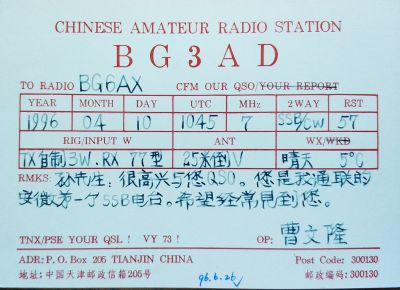 CHINESE AMATEUR RADIO STATION
BG3AD
TO RADIO BG6AX CFM OUR QSO/YOUR REPORT
YEAR MONTH DAY UTC MHz 2WAY RST
1996 04 10 1045 7 SSB/CW 57
RIG/INPUT W ANT WX/WKD
TX自制3W.RX 77型 25米倒V 晴天 5°C
RMKS: 孙先生：很高兴与您QSO。您是我通联的
安徽第一个SSB电台。希望经常见到您。
TNX/PSE YOUR QSL! VY 73! OP: 曹文隆
ADR; P.O. Box 205 TIANJIN CHINA Post Code: 300130
地址: 中国天津邮政信箱205号 96.6.26 邮政编号: 300130